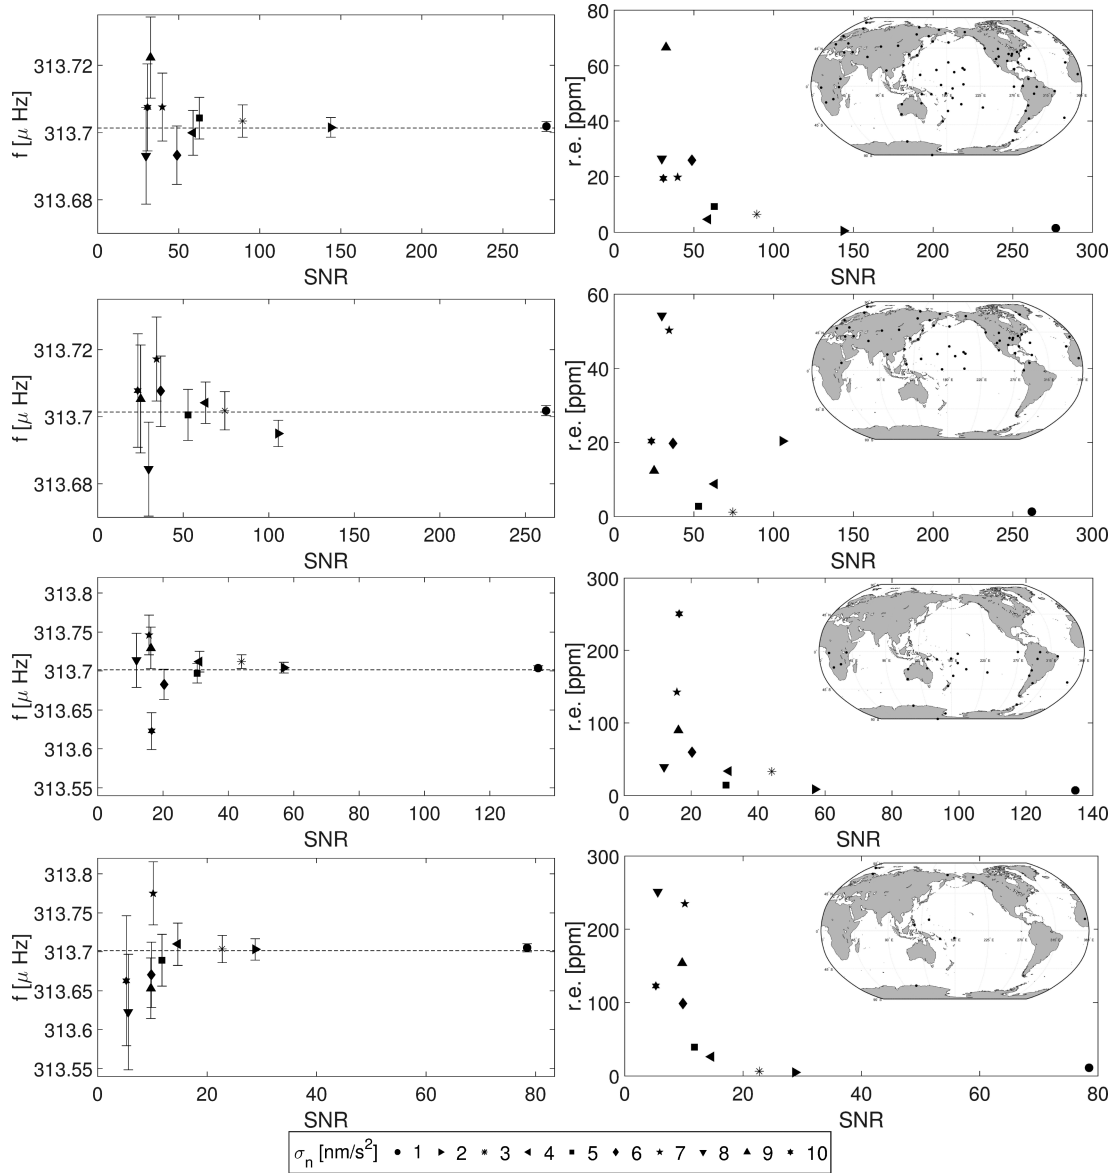 313.72
313.7
313.68
f [μ Hz]
0 50 100 150 200 250
SNR
80
60
40
20
0
r.e. [ppm]
0 50 100 150 200 250 300
SNR
313.72
313.7
313.68
f [μ Hz]
0 50 100 150 200 250
SNR
60
40
20
0
r.e. [ppm]
0 50 100 150 200 250 300
SNR
313.8
313.75
313.7
313.65
313.6
313.55
f [μ Hz]
0 20 40 60 80 100 120
SNR
300
200
100
0
r.e. [ppm]
0 20 40 60 80 100 120 140
SNR
313.8
313.75
313.7
313.65
313.6
313.55
f [μ Hz]
0 20 40 60 80
SNR
300
200
100
0
r.e. [ppm]
0 20 40 60 80
SNR
σn [nm/s²] 1 2 3 4 5 6 7 8 9 10